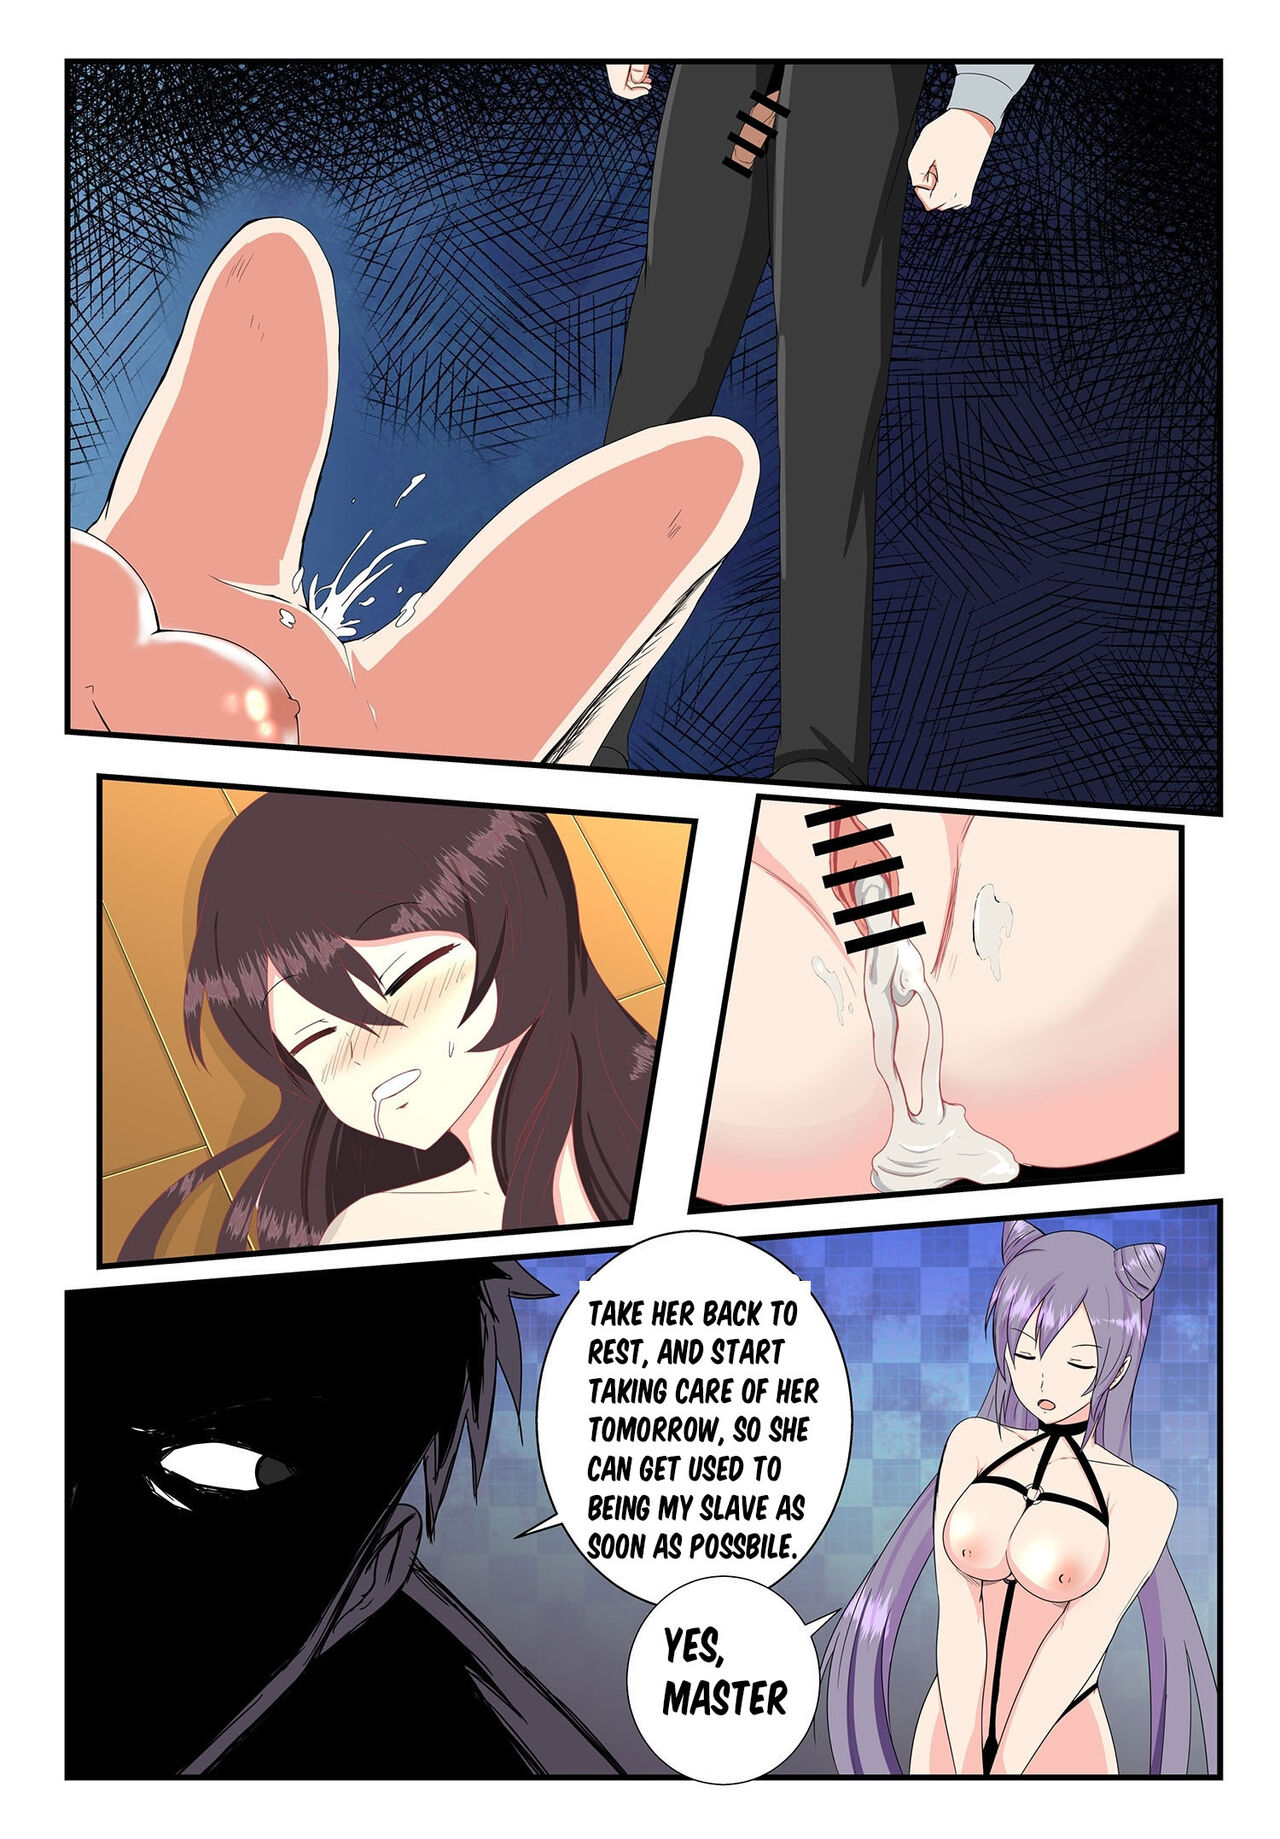 TAKE HER BACK TO
REST, AND START
TAKING CARE OF HER
TOMORROW, SO SHE
CAN GET USED TO
BEING MY SLAVE AS
SOON AS POSSBILE.
YES,
MASTER